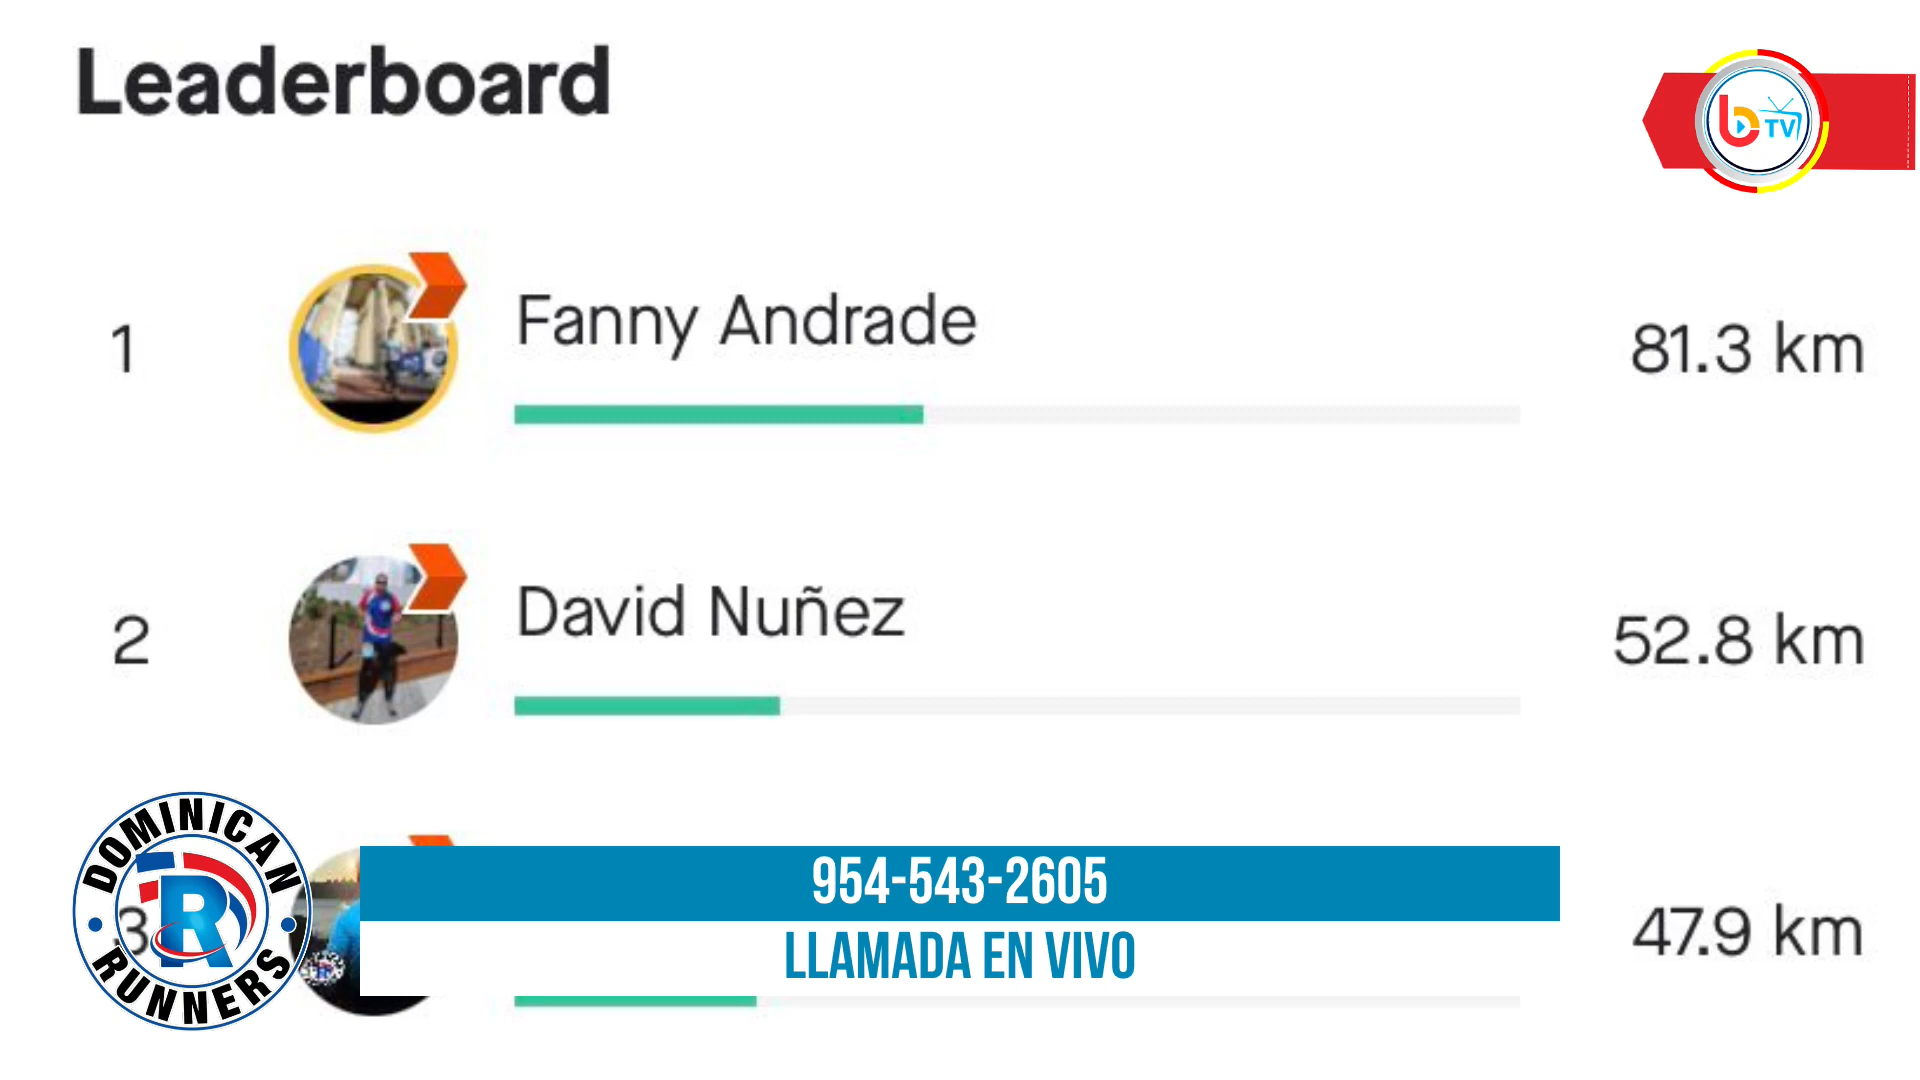 Leaderboard
b TV
1
Fanny Andrade
81.3 km
2
David Nuñez
52.8 km
DOMINICAN
R
RUNNERS
3
954-543-2605
LLAMADA EN VIVO
47.9 km